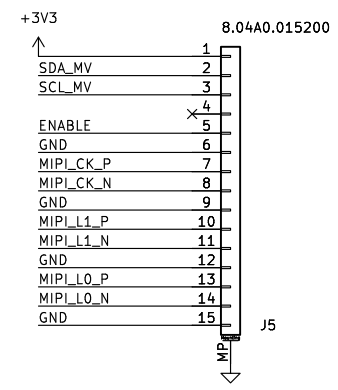 +3V3
8.04A0.015200
1
SDA_MV 2
SCL_MV 3
4
ENABLE 5
GND 6
MIPI_CK_P 7
MIPI_CK_N 8
GND 9
MIPI_L1_P 10
MIPI_L1_N 11
GND 12
MIPI_L0_P 13
MIPI_L0_N 14
GND 15
J5
MP